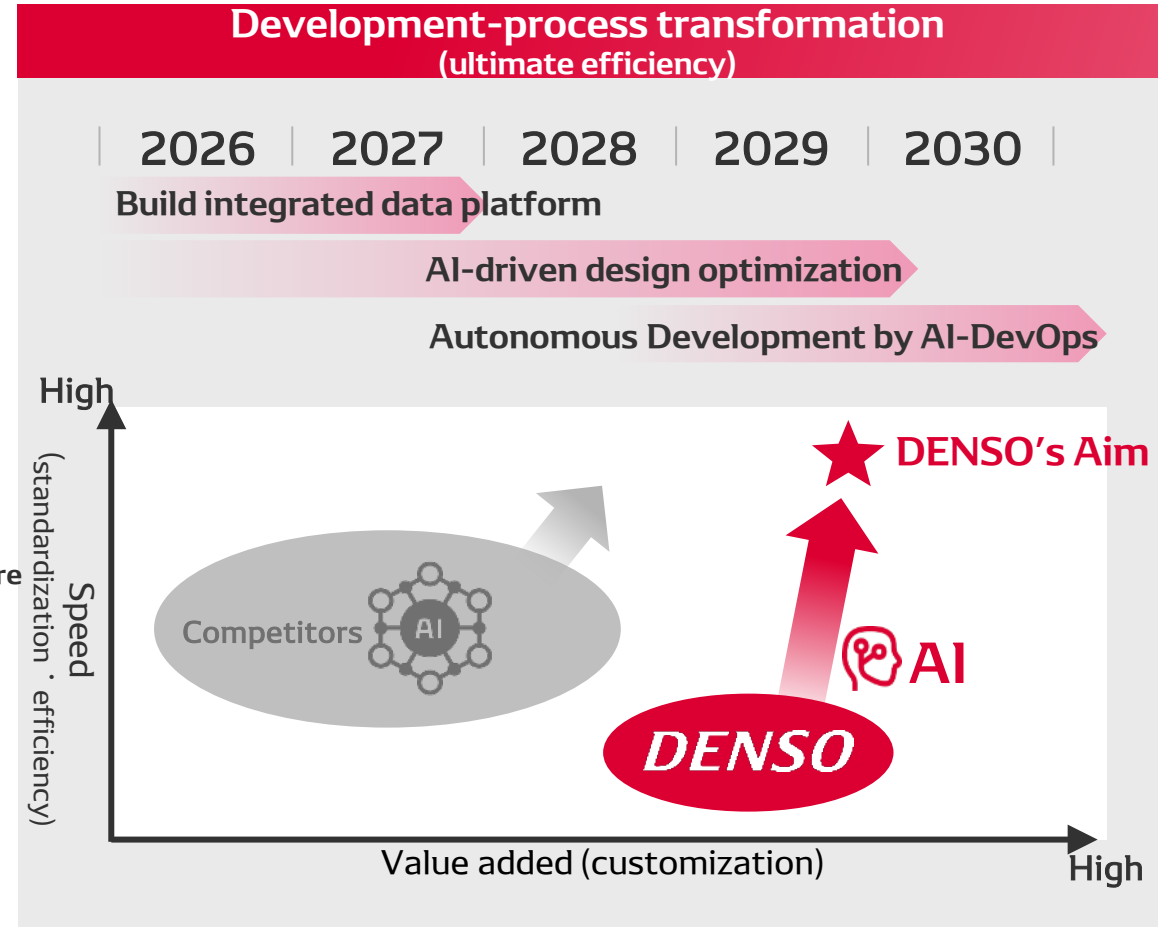 Development-process transformation
(ultimate efficiency)
2026 2027 2028 2029 2030
Build integrated data platform
AI-driven design optimization
Autonomous Development by AI-DevOps
High
DENSO's Aim
re
Speed
(standardization・efficiency)
Competitors
AI
AI
DENSO
Value added (customization)
High